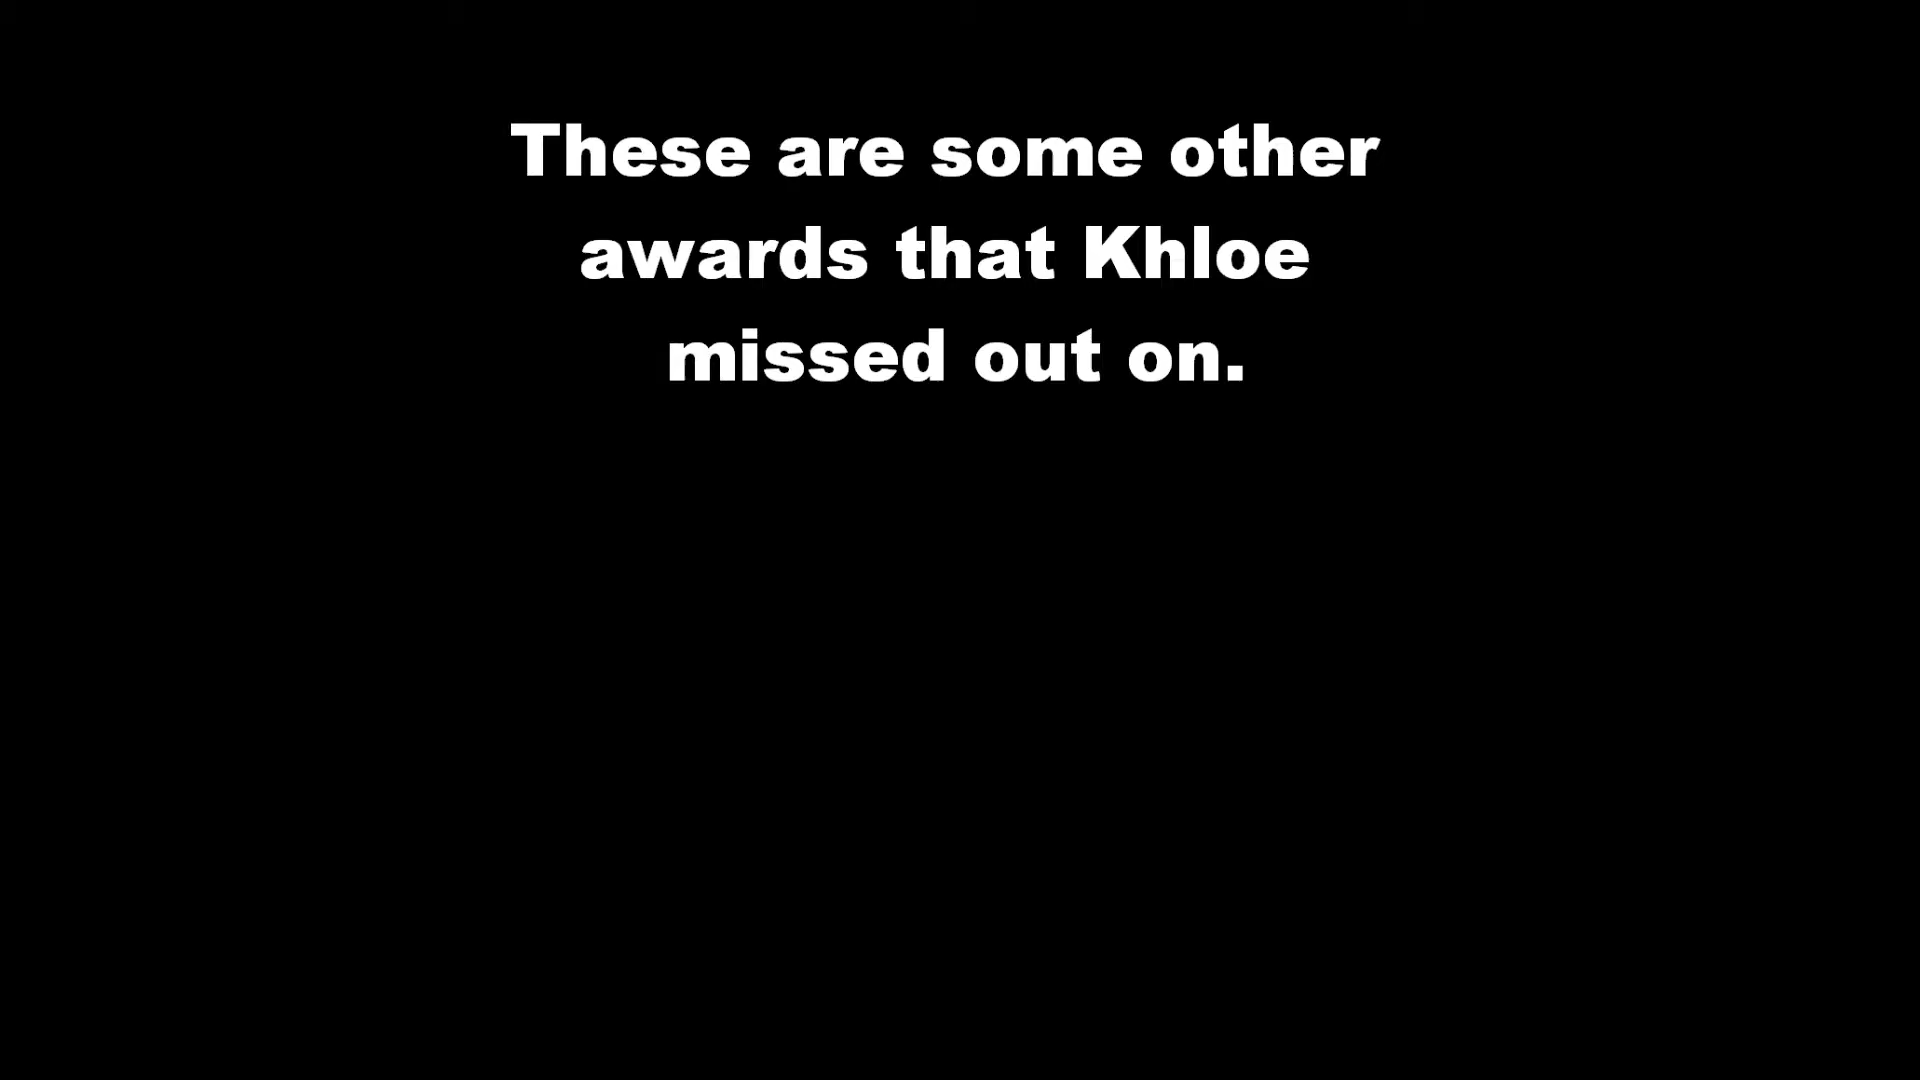 These are some other
awards that Khloe
missed out on.